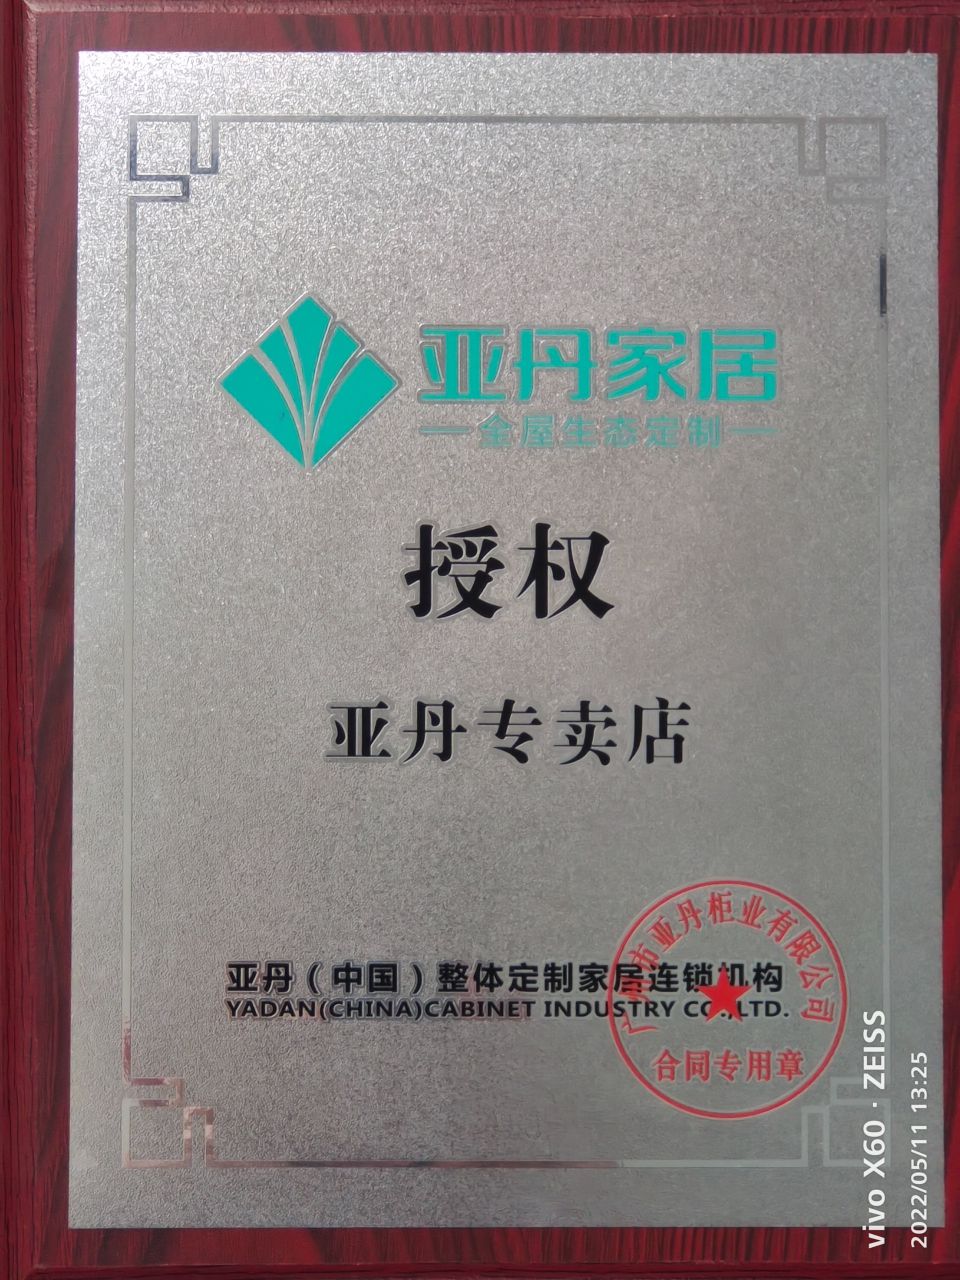 亚丹家居
全屋生态定制
授权
亚丹专卖店
亚丹（中国）整体定制家居连锁机构
YADAN(CHINA)CABINET INDUSTRY CO.,LTD.
广州市亚丹柜业有限公司
合同专用章
vivo X60 · ZEISS
2022/05/11 13:25